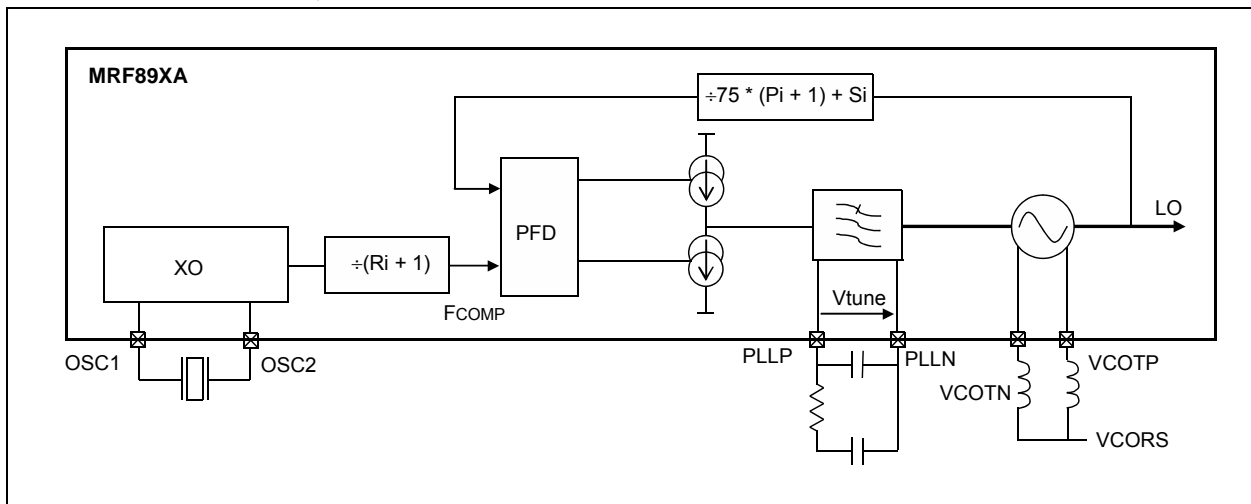 MRF89XA
÷75 * (Pi + 1) + Si
LO
PFD
XO
÷(Ri + 1)
FCOMP
Vtune
OSC1
OSC2
PLLP
PLLN
VCOTN
VCOTP
VCORS